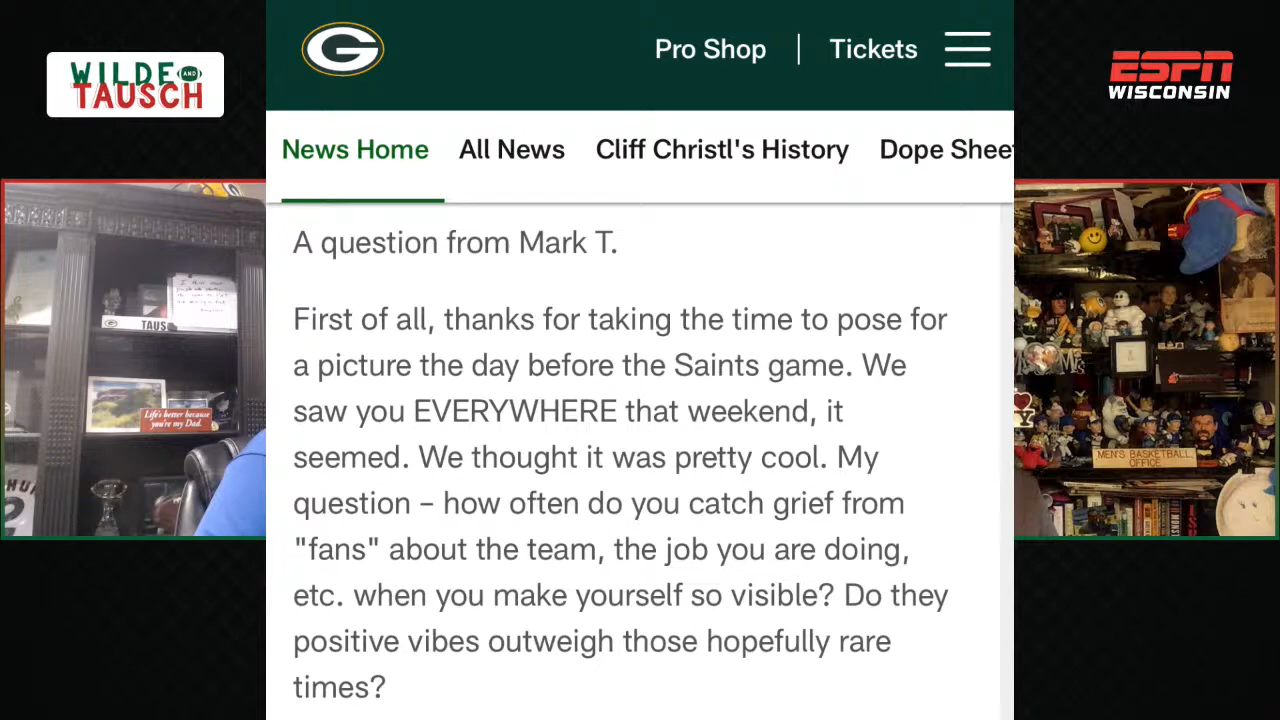 WILDE AND
TAUSCH
G
Pro Shop | Tickets
ESPN
WISCONSIN
News Home All News Cliff Christl's History Dope Shee
A question from Mark T.
First of all, thanks for taking the time to pose for
a picture the day before the Saints game. We
saw you EVERYWHERE that weekend, it
seemed. We thought it was pretty cool. My
question – how often do you catch grief from
"fans" about the team, the job you are doing,
etc. when you make yourself so visible? Do they
positive vibes outweigh those hopefully rare
times?
TAUS
Life's better because
you're my Dad.
MEN'S BASKETBALL
OFFICE